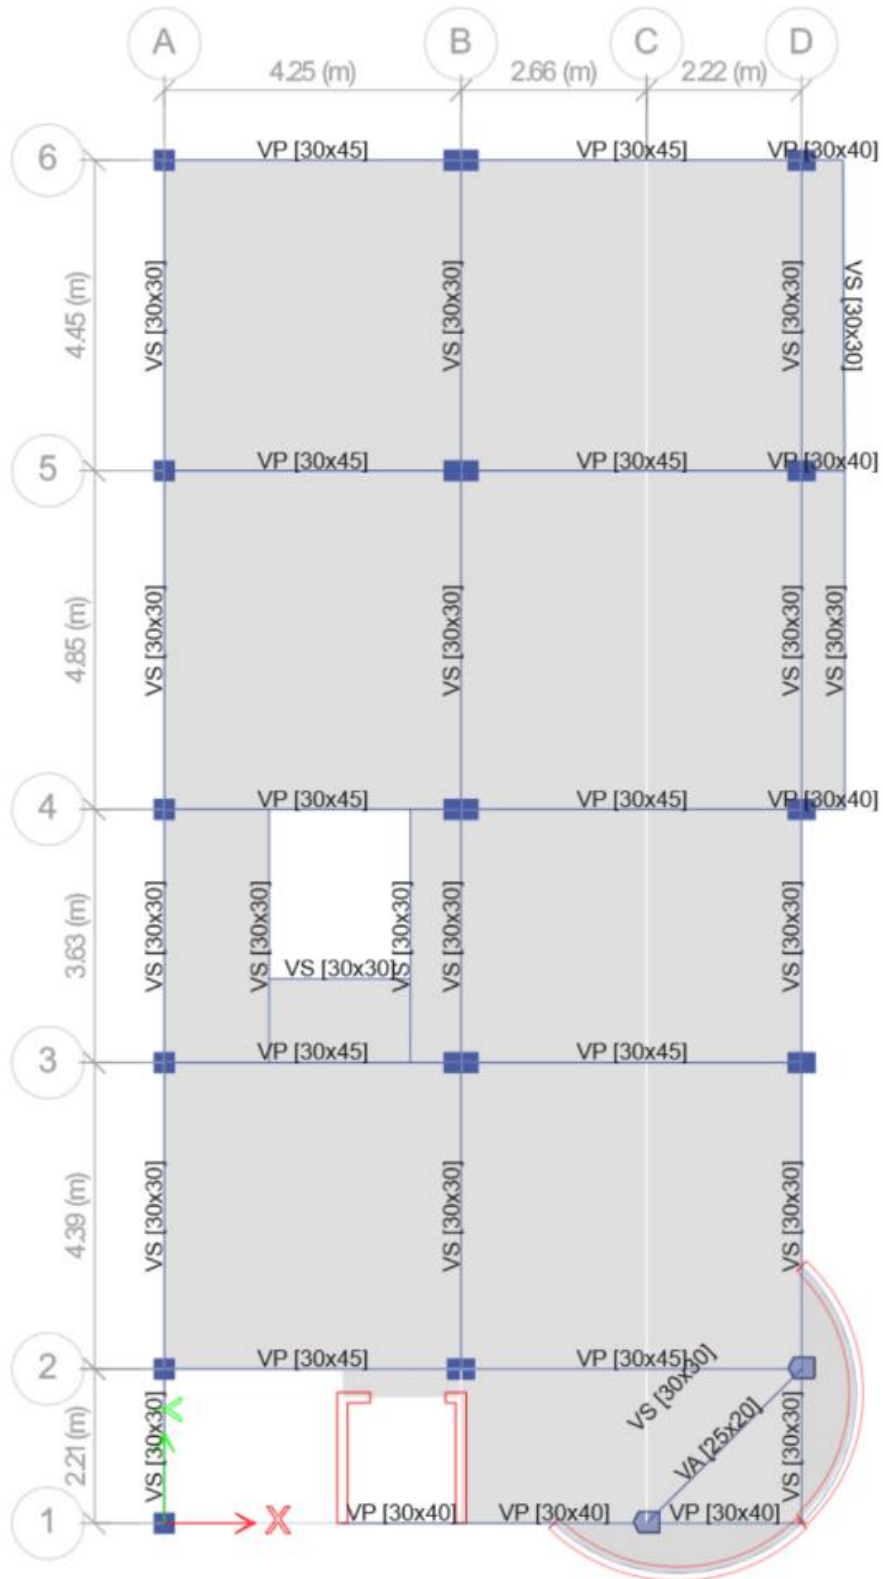 A B C D
4.25 (m) 2.66 (m) 2.22 (m)
6 VP [30x45] VP [30x45] VP [30x40]
4.45 (m) VS [30x30] VS [30x30] VS [30x30] VS [30x30]
5 VP [30x45] VP [30x45] VP [30x40]
4.85 (m) VS [30x30] VS [30x30] VS [30x30] VS [30x30]
4 VP [30x45] VP [30x45] VP [30x40]
3.63 (m) VS [30x30] VS [30x30] VS [30x30] VS [30x30] VS [30x30]
VS [30x30]
3 VP [30x45] VP [30x45]
4.39 (m) VS [30x30] VS [30x30] VS [30x30]
2 VP [30x45] VP [30x45]
2.21 (m) VS [30x30] Y VS [30x30] VA [25x20] VS [30x30]
1 X VP [30x40] VP [30x40] VP [30x40]